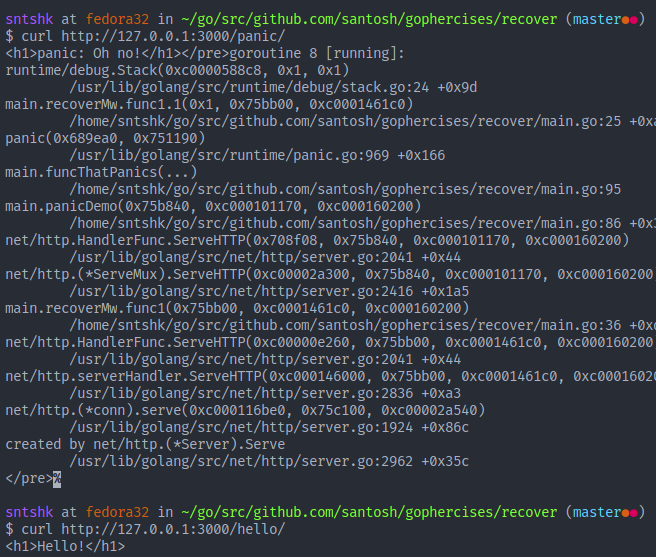 sntshk at fedora32 in ~/go/src/github.com/santosh/gophercises/recover (master●●)
$ curl http://127.0.0.1:3000/panic/
<h1>panic: Oh no!</h1></pre>goroutine 8 [running]:
runtime/debug.Stack(0xc0000588c8, 0x1, 0x1)
        /usr/lib/golang/src/runtime/debug/stack.go:24 +0x9d
main.recoverMw.func1.1(0x1, 0x75bb00, 0xc0001461c0)
        /home/sntshk/go/src/github.com/santosh/gophercises/recover/main.go:25 +0xa
panic(0x689ea0, 0x751190)
        /usr/lib/golang/src/runtime/panic.go:969 +0x166
main.funcThatPanics(...)
        /home/sntshk/go/src/github.com/santosh/gophercises/recover/main.go:95
main.panicDemo(0x75b840, 0xc000101170, 0xc000160200)
        /home/sntshk/go/src/github.com/santosh/gophercises/recover/main.go:86 +0x3
net/http.HandlerFunc.ServeHTTP(0x708f08, 0x75b840, 0xc000101170, 0xc000160200)
        /usr/lib/golang/src/net/http/server.go:2041 +0x44
net/http.(*ServeMux).ServeHTTP(0xc00002a300, 0x75b840, 0xc000101170, 0xc000160200
        /usr/lib/golang/src/net/http/server.go:2416 +0x1a5
main.recoverMw.func1(0x75bb00, 0xc0001461c0, 0xc000160200)
        /home/sntshk/go/src/github.com/santosh/gophercises/recover/main.go:36 +0x
net/http.HandlerFunc.ServeHTTP(0xc00000e260, 0x75bb00, 0xc0001461c0, 0xc000160200
        /usr/lib/golang/src/net/http/server.go:2041 +0x44
net/http.serverHandler.ServeHTTP(0xc000146000, 0x75bb00, 0xc0001461c0, 0xc0001602
        /usr/lib/golang/src/net/http/server.go:2836 +0xa3
net/http.(*conn).serve(0xc000116be0, 0x75c100, 0xc00002a540)
        /usr/lib/golang/src/net/http/server.go:1924 +0x86c
created by net/http.(*Server).Serve
        /usr/lib/golang/src/net/http/server.go:2962 +0x35c
</pre>%
sntshk at fedora32 in ~/go/src/github.com/santosh/gophercises/recover (master●●)
$ curl http://127.0.0.1:3000/hello/
<h1>Hello!</h1>